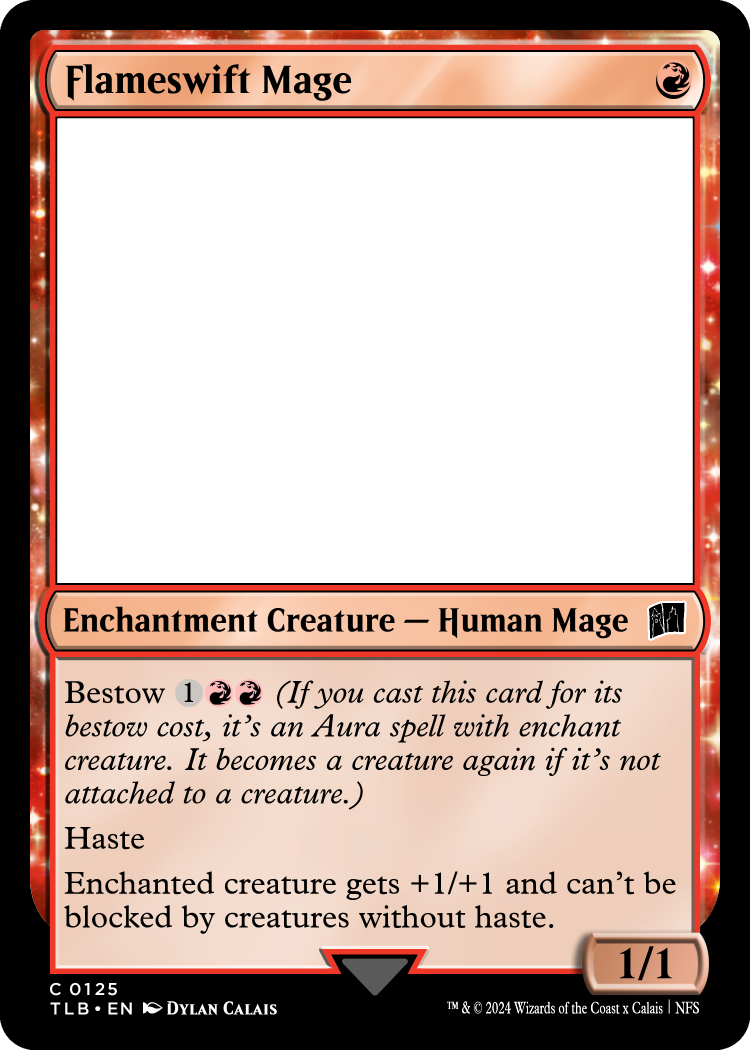 Flameswift Mage
Enchantment Creature — Human Mage
Bestow 1 (If you cast this card for its
bestow cost, it's an Aura spell with enchant
creature. It becomes a creature again if it's not
attached to a creature.)
Haste
Enchanted creature gets +1/+1 and can't be
blocked by creatures without haste.
1/1
C 0125
TLB • EN Dylan Calais
™ & © 2024 Wizards of the Coast x Calais | NFS